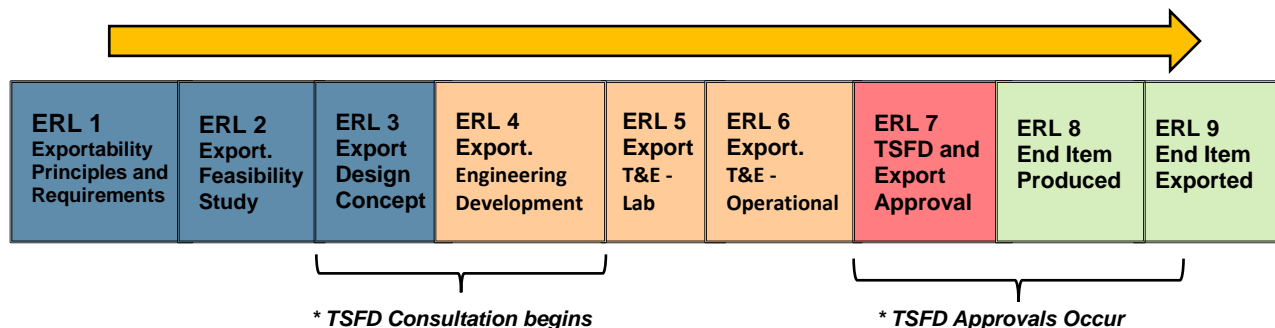 ERL 1
Exportability
Principles and
Requirements
ERL 2
Export.
Feasibility
Study
ERL 3
Export
Design
Concept
ERL 4
Export.
Engineering
Development
ERL 5
Export
T&E -
Lab
ERL 6
Export.
T&E -
Operational
ERL 7
TSFD and
Export
Approval
ERL 8
End Item
Produced
ERL 9
End Item
Exported
* TSFD Consultation begins
* TSFD Approvals Occur